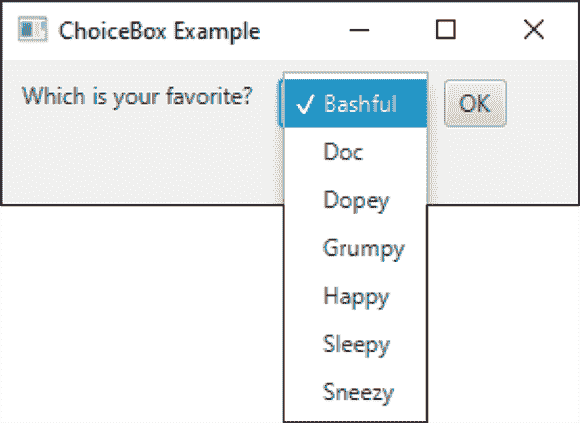 ChoiceBox Example
Which is your favorite? ✓ Bashful OK
Doc
Dopey
Grumpy
Happy
Sleepy
Sneezy